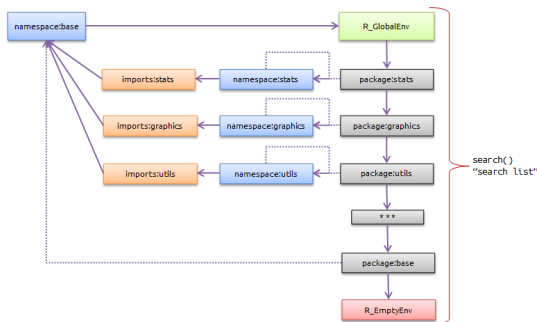 namespace:base
R_GlobalEnv
imports:stats
namespace:stats
package:stats
imports:graphics
namespace:graphics
package:graphics
search()
"search list"
imports:utils
namespace:utils
package:utils
***
package:base
R_EmptyEnv